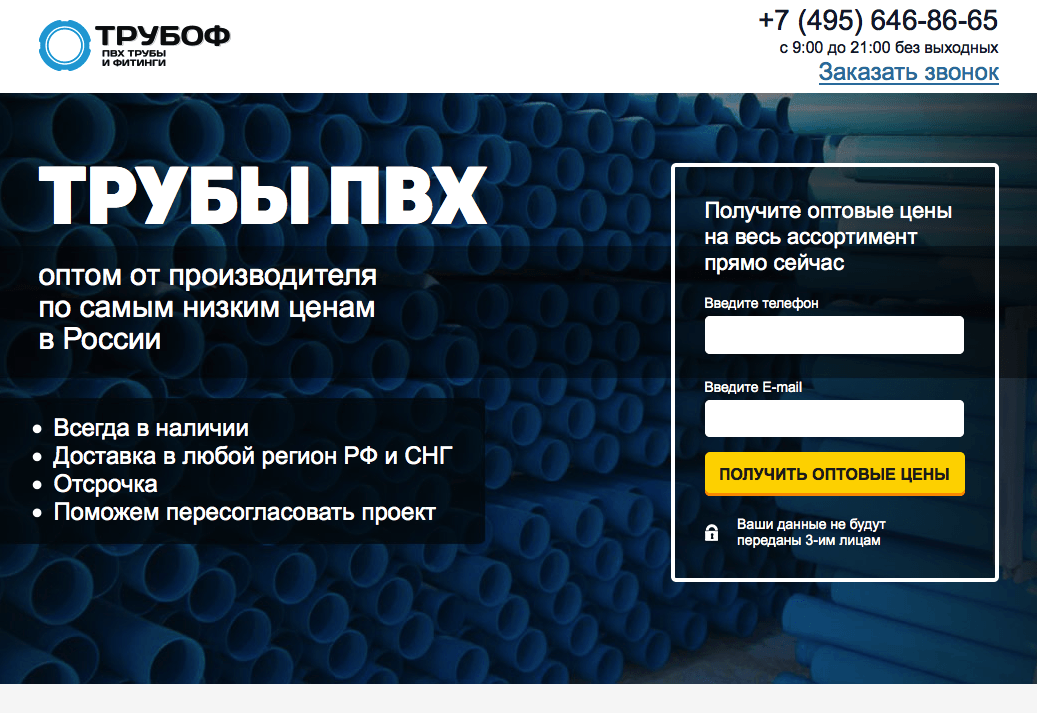 ТРУБОФ
ПВХ ТРУБЫ
И ФИТИНГИ
+7 (495) 646-86-65
с 9:00 до 21:00 без выходных
Заказать звонок
ТРУБЫ ПВХ
оптом от производителя
по самым низким ценам
в России
Всегда в наличии
Доставка в любой регион РФ и СНГ
Отсрочка
Поможем пересогласовать проект
Получите оптовые цены
на весь ассортимент
прямо сейчас
Введите телефон
Введите E-mail
ПОЛУЧИТЬ ОПТОВЫЕ ЦЕНЫ
Ваши данные не будут
переданы 3-им лицам